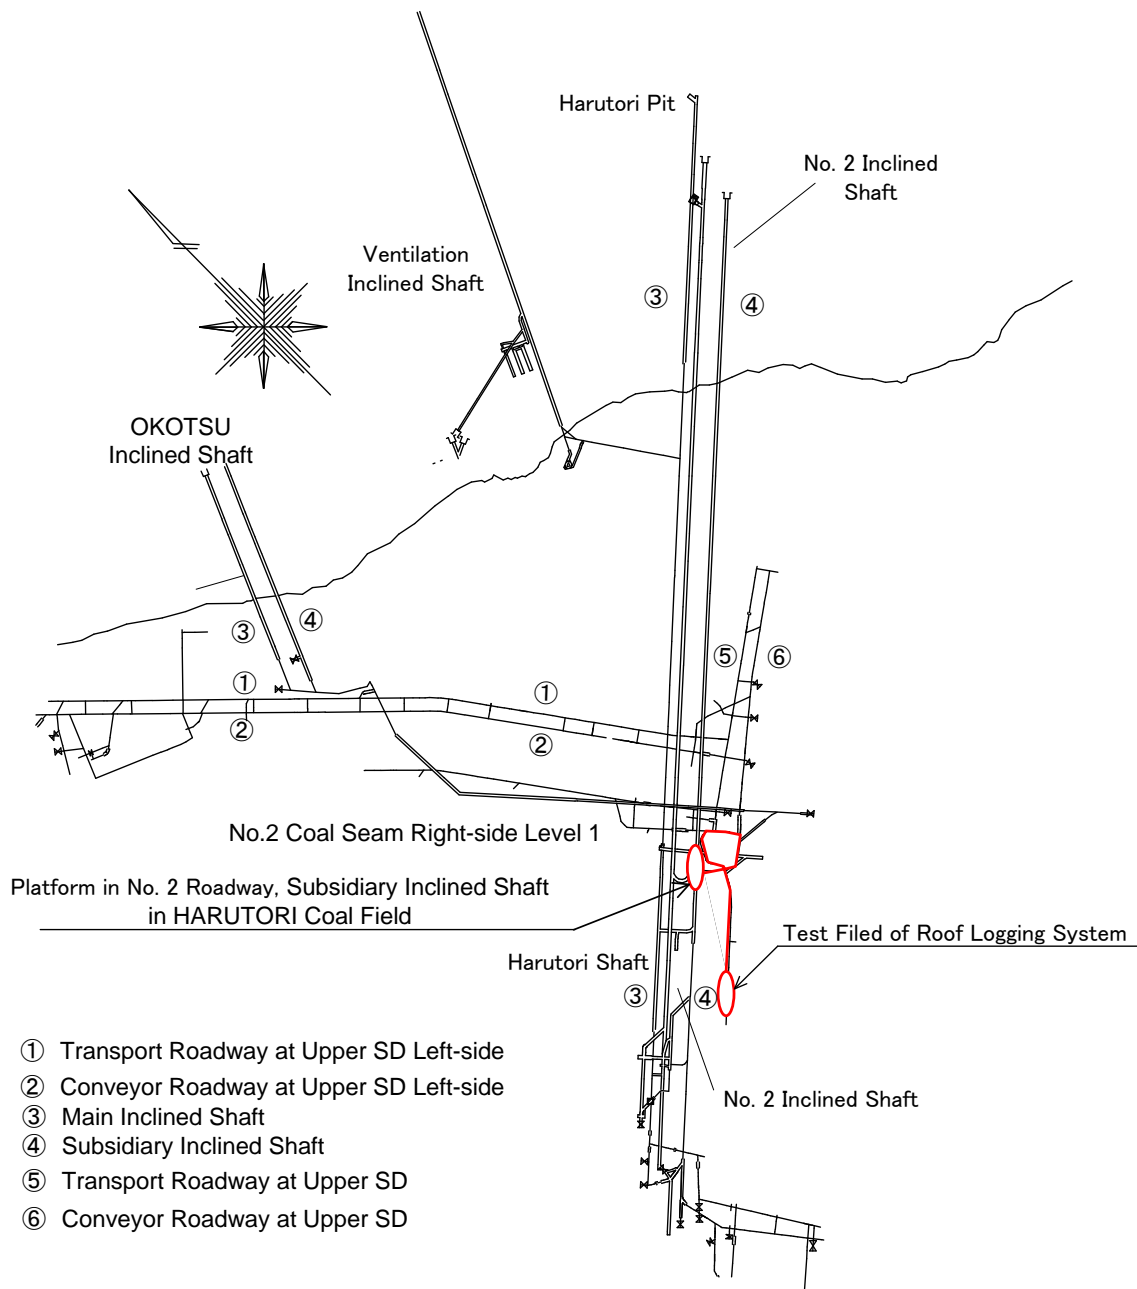 Harutori Pit
No. 2 Inclined
Shaft
Ventilation
Inclined Shaft
③
④
OKOTSU
Inclined Shaft
③
④
⑤
⑥
①
①
②
②
No.2 Coal Seam Right-side Level 1
Platform in No. 2 Roadway, Subsidiary Inclined Shaft
in HARUTORI Coal Field
Test Filed of Roof Logging System
Harutori Shaft
③
④
No. 2 Inclined Shaft
① Transport Roadway at Upper SD Left-side
② Conveyor Roadway at Upper SD Left-side
③ Main Inclined Shaft
④ Subsidiary Inclined Shaft
⑤ Transport Roadway at Upper SD
⑥ Conveyor Roadway at Upper SD